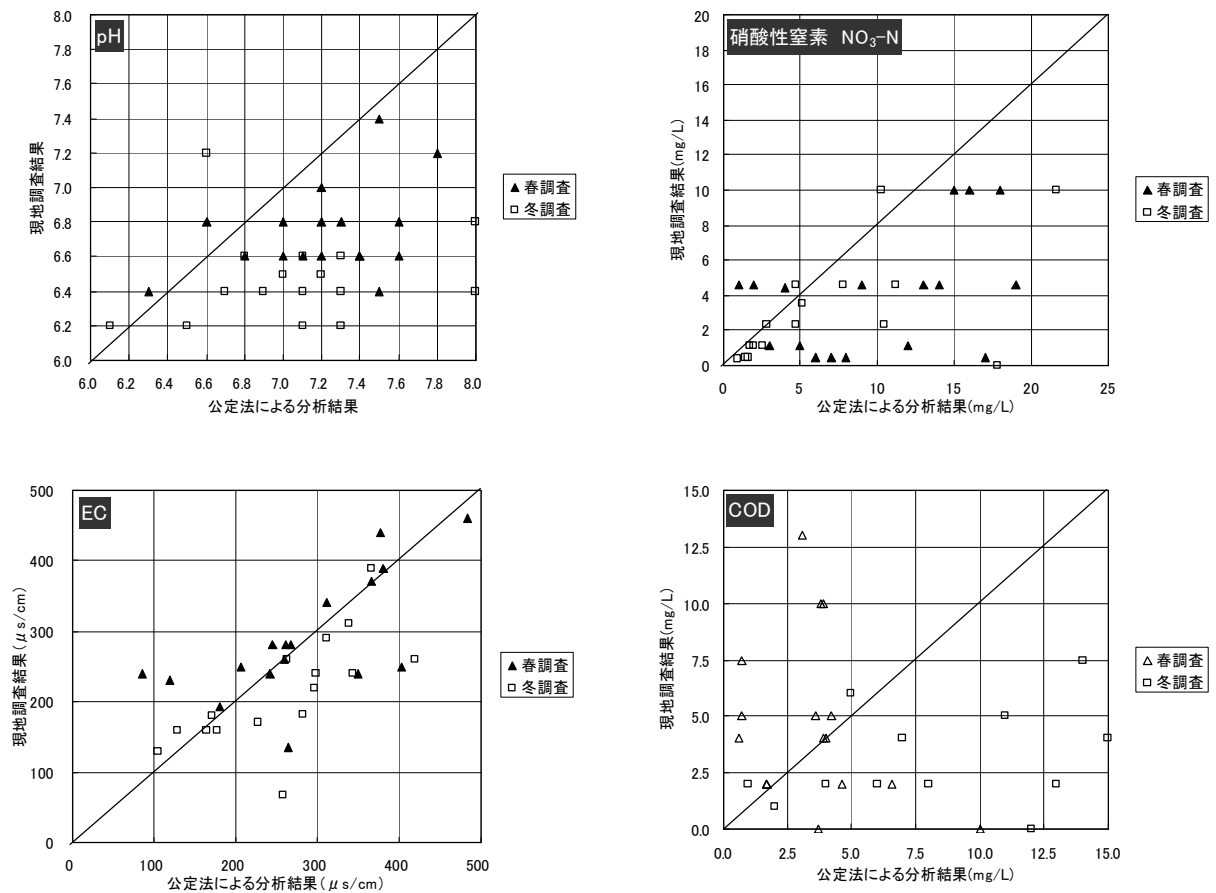 pH
8.0
7.8
7.6
7.4
7.2
7.0
6.8
6.6
6.4
6.2
6.0
6.0 6.2 6.4 6.6 6.8 7.0 7.2 7.4 7.6 7.8 8.0
現地調査結果
公定法による分析結果
▲ 春調査
□ 冬調査
硝酸性窒素 NO₃-N
20
18
16
14
12
10
8
6
4
2
0
0 5 10 15 20 25
現地調査結果(mg/L)
公定法による分析結果(mg/L)
▲ 春調査
□ 冬調査
EC
500
400
300
200
100
0
0 100 200 300 400 500
現地調査結果(μs/cm)
公定法による分析結果(μs/cm)
▲ 春調査
□ 冬調査
COD
15.0
12.5
10.0
7.5
5.0
2.5
0.0
0.0 2.5 5.0 7.5 10.0 12.5 15.0
現地調査結果(mg/L)
公定法による分析結果(mg/L)
△ 春調査
□ 冬調査